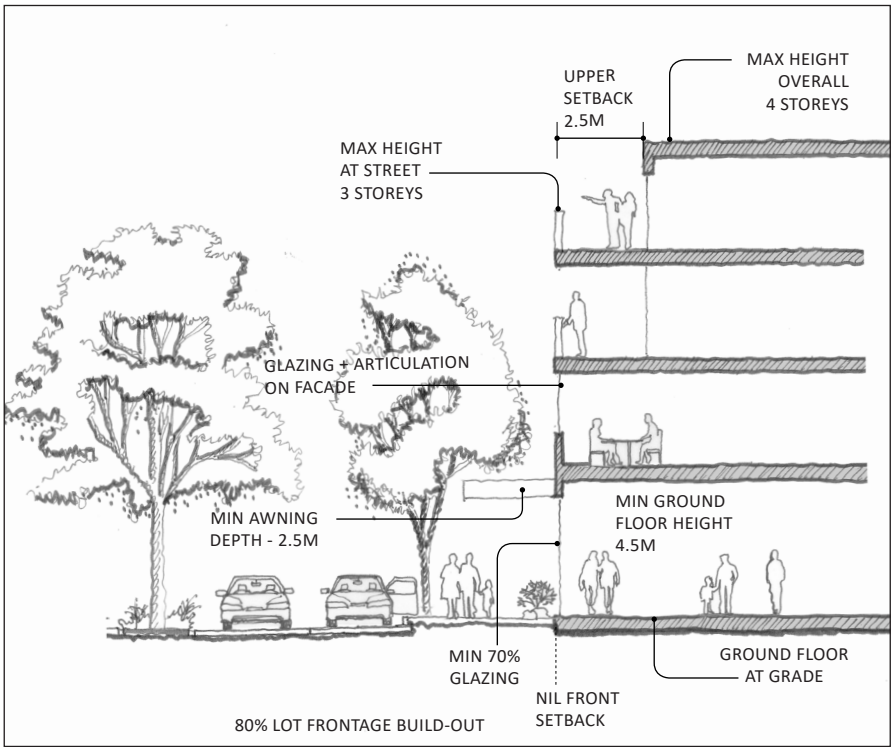 UPPER
SETBACK
2.5M
MAX HEIGHT
OVERALL
4 STOREYS
MAX HEIGHT
AT STREET
3 STOREYS
GLAZING + ARTICULATION
ON FACADE
MIN AWNING
DEPTH - 2.5M
MIN GROUND
FLOOR HEIGHT
4.5M
MIN 70%
GLAZING
GROUND FLOOR
AT GRADE
NIL FRONT
SETBACK
80% LOT FRONTAGE BUILD-OUT